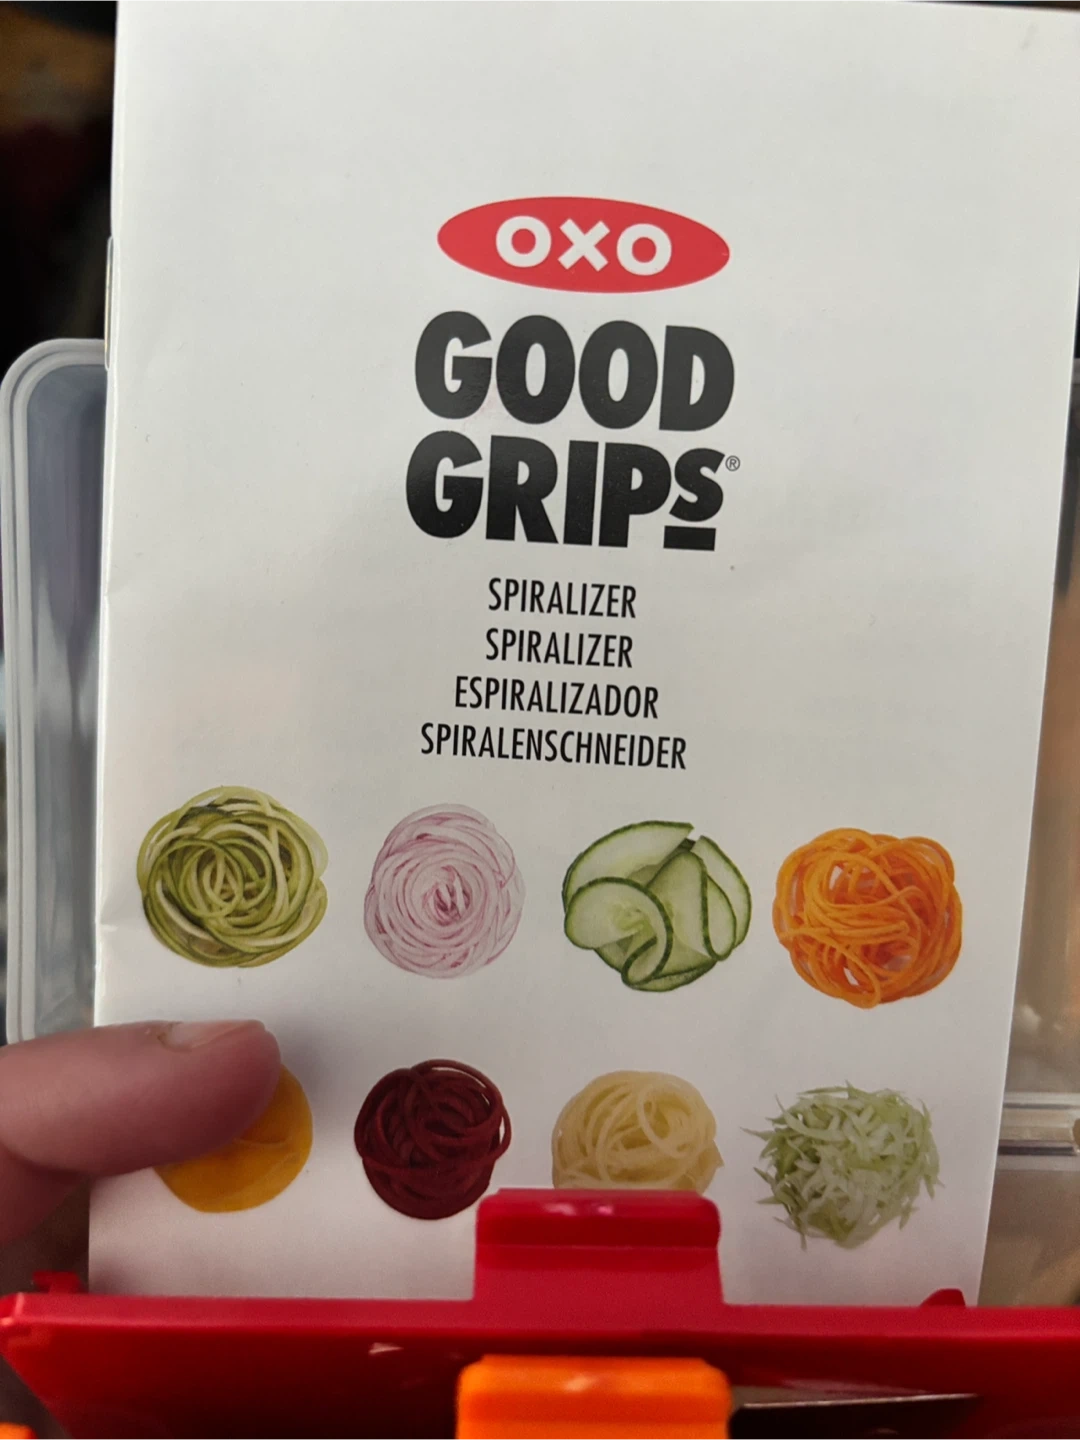 OXO
GOOD
GRIPS®
SPIRALIZER
SPIRALIZER
ESPIRALIZADOR
SPIRALENSCHNEIDER